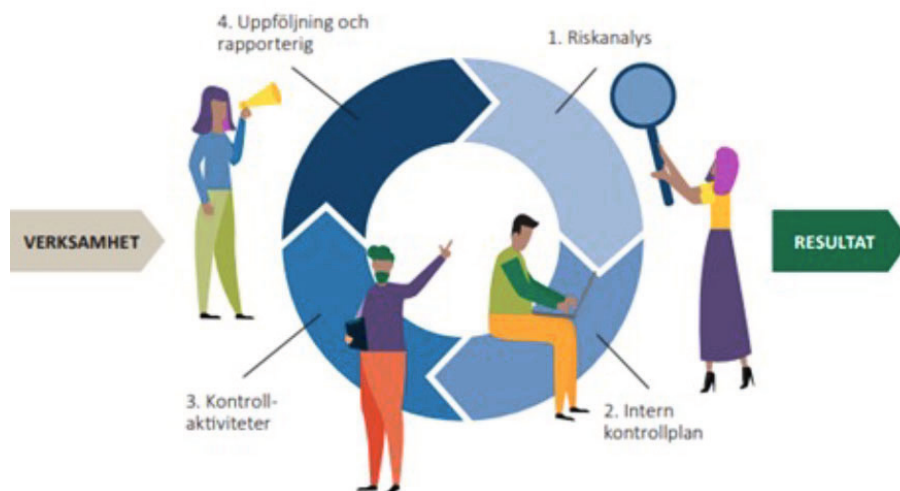 4. Uppföljning och
rapporterig
1. Riskanalys
VERKSAMHET
RESULTAT
3. Kontroll-
aktiviteter
2. Intern
kontrollplan